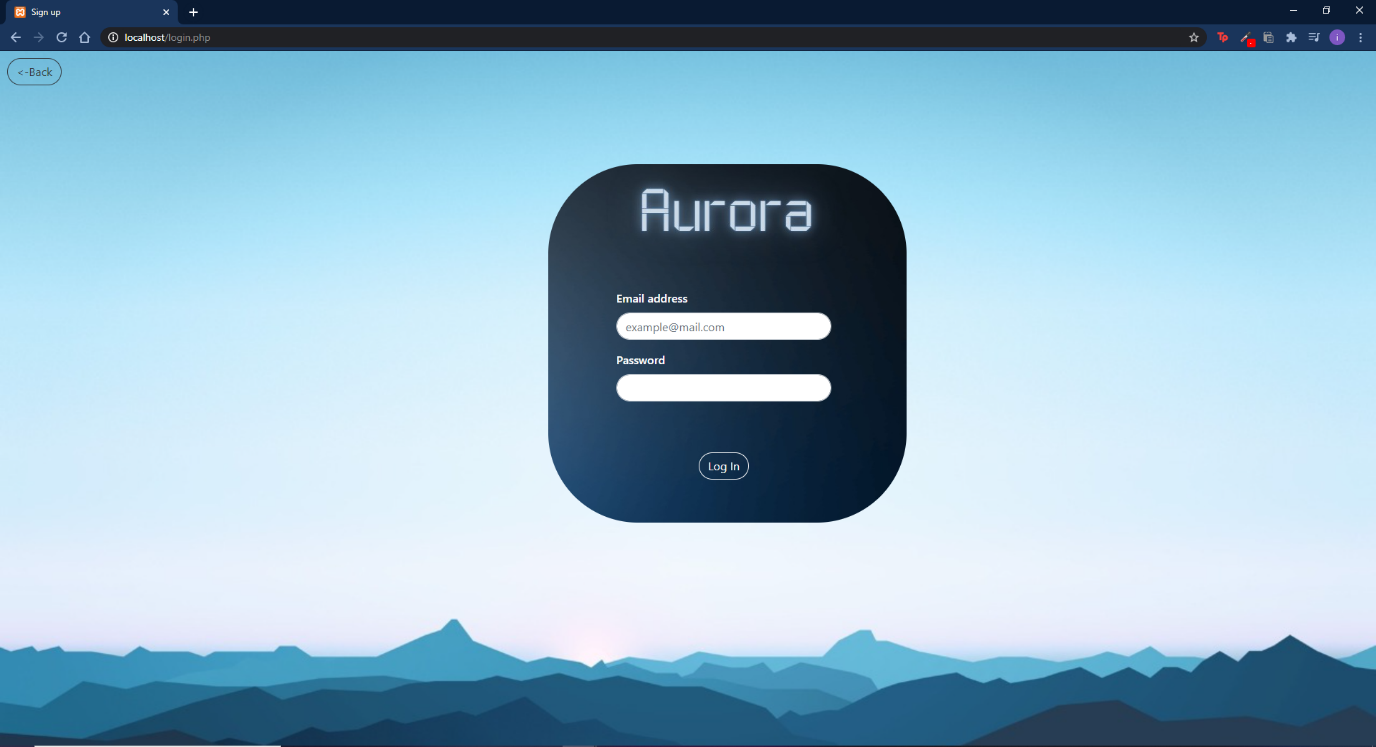 Sign up
localhost/login.php
<-Back
Aurora
Email address
example@mail.com
Password
Log In